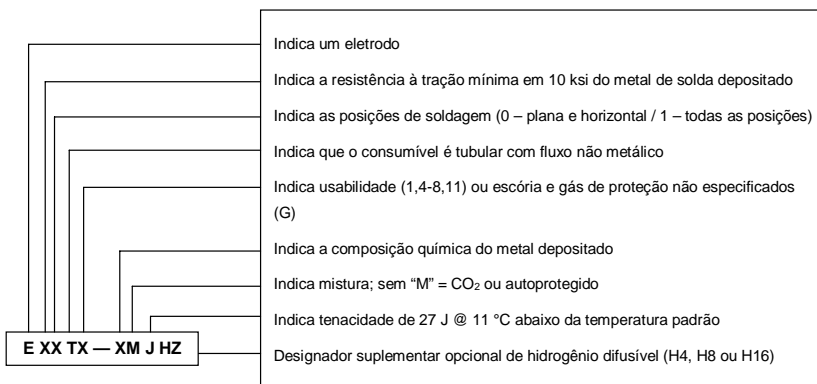 Indica um eletrodo
Indica a resistência à tração mínima em 10 ksi do metal de solda depositado
Indica as posições de soldagem (0 – plana e horizontal / 1 – todas as posições)
Indica que o consumível é tubular com fluxo não metálico
Indica usabilidade (1,4-8,11) ou escória e gás de proteção não especificados
(G)
Indica a composição química do metal depositado
Indica mistura; sem “M” = CO₂ ou autoprotegido
Indica tenacidade de 27 J @ 11 °C abaixo da temperatura padrão
E XX TX — XM J HZ
Designador suplementar opcional de hidrogênio difusível (H4, H8 ou H16)